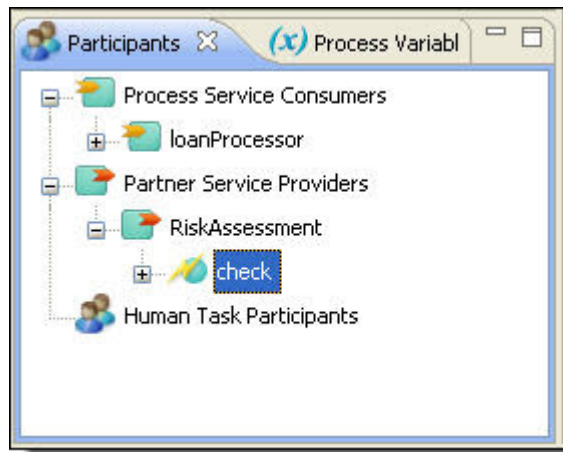 Participants (x) Process Variabl
Process Service Consumers
loanProcessor
Partner Service Providers
RiskAssessment
check
Human Task Participants